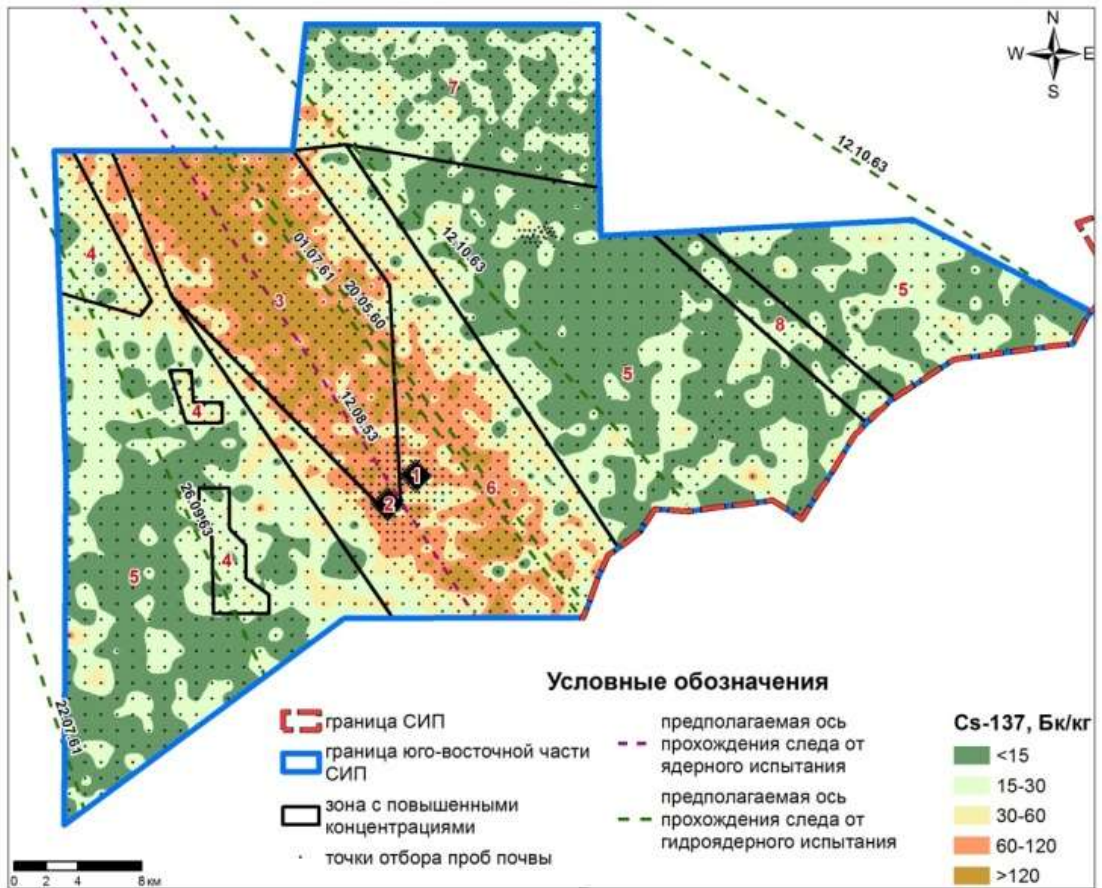 N
W E
S
7
12.10.63
4
3
01.07.61
20.05.60
12.10.63
5
8
5
4
12.08.53
1
2
6
26.09.63
4
5
22.07.61
Условные обозначения
граница СИП
граница юго-восточной части
СИП
зона с повышенными
концентрациями
точки отбора проб почвы
предполагаемая ось
прохождения следа от
ядерного испытания
предполагаемая ось
прохождения следа от
гидроядерного испытания
Cs-137, Бк/кг
<15
15-30
30-60
60-120
>120
0 2 4 8 км